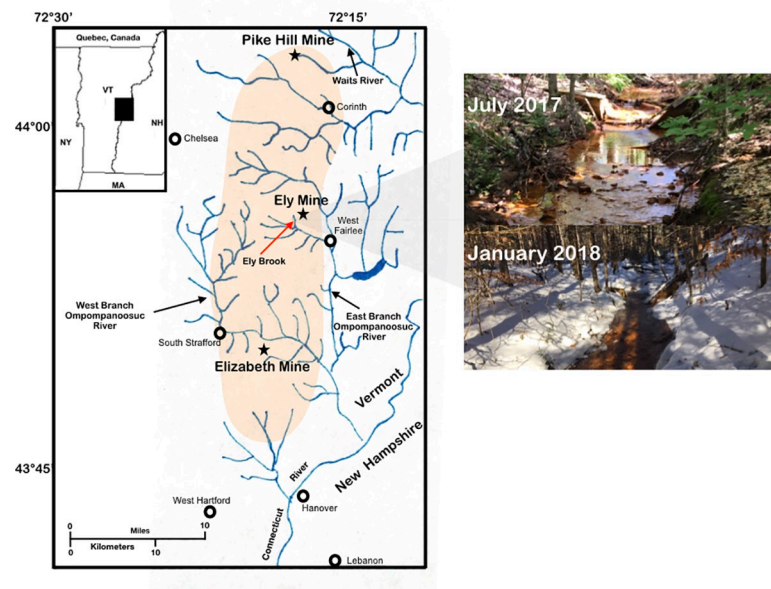 72°30'
72°15'
Quebec, Canada
VT
NH
NY
MA
Pike Hill Mine
Waits River
Corinth
44°00'
Chelsea
Ely Mine
West
Fairlee
Ely Brook
West Branch
Ompompanoosuc
River
East Branch
Ompompanoosuc
River
South Strafford
Elizabeth Mine
Vermont
New Hampshire
43°45'
River
Connecticut
West Hartford
Hanover
0
Miles
10
Kilometers
0
10
Lebanon
July 2017
January 2018